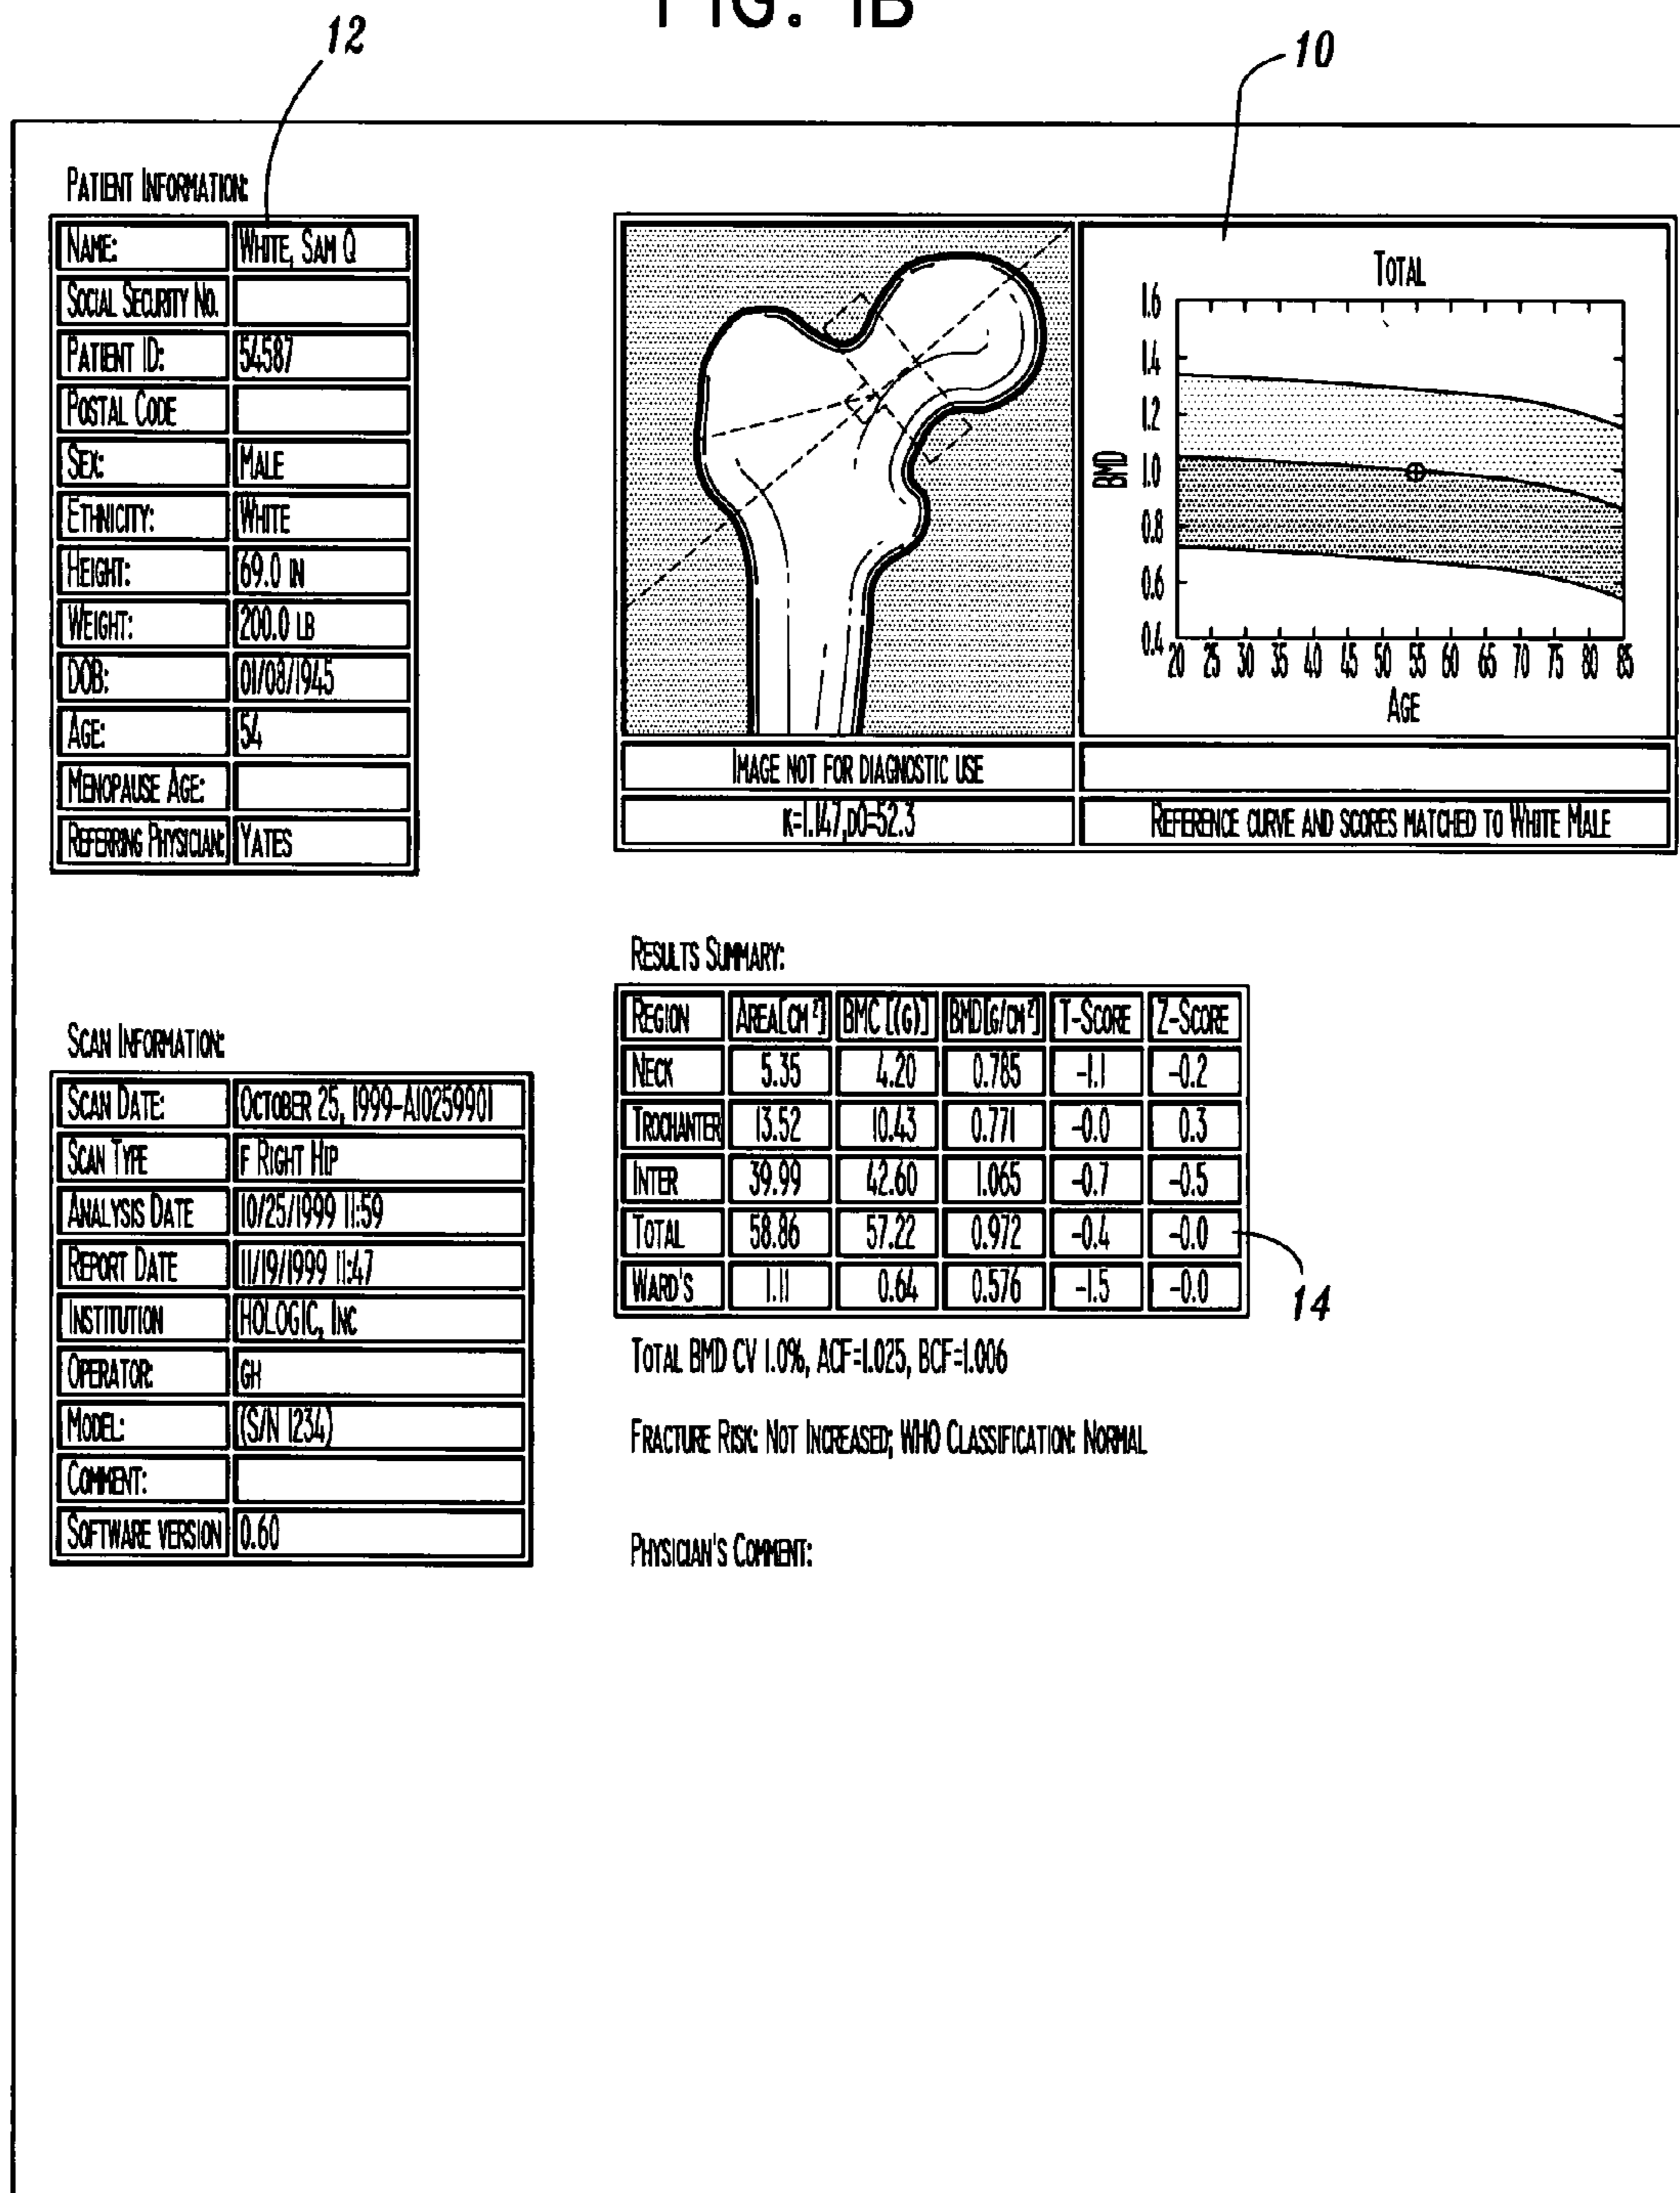 FIG. 1B
12
10
PATIENT INFORMATION:
NAME: WHITE, SAM Q
SOCIAL SECURITY NO.
PATIENT ID: 54587
POSTAL CODE
SEX: MALE
ETHNICITY: WHITE
HEIGHT: 69.0 IN
WEIGHT: 200.0 LB
DOB: 01/08/1945
AGE: 54
MENOPAUSE AGE:
REFERRING PHYSICIAN: YATES
TOTAL
BMD
1.6
1.4
1.2
1.0
0.8
0.6
0.4
20 25 30 35 40 45 50 55 60 65 70 75 80 85
AGE
IMAGE NOT FOR DIAGNOSTIC USE
K=1.147,D0=52.3
REFERENCE CURVE AND SCORES MATCHED TO WHITE MALE
SCAN INFORMATION:
SCAN DATE: OCTOBER 25, 1999-A10259901
SCAN TYPE F RIGHT HIP
ANALYSIS DATE 10/25/1999 11:59
REPORT DATE 11/19/1999 11:47
INSTITUTION HOLOGIC, INC
OPERATOR: GH
MODEL: (S/N 1234)
COMMENT:
SOFTWARE VERSION 0.60
RESULTS SUMMARY:
REGION AREA[CM²] BMC [(G)] BMD[G/CM²] T-SCORE Z-SCORE
NECK 5.35 4.20 0.785 -1.1 -0.2
TROCHANTER 13.52 10.43 0.771 -0.0 0.3
INTER 39.99 42.60 1.065 -0.7 -0.5
TOTAL 58.86 57.22 0.972 -0.4 -0.0
WARD'S 1.11 0.64 0.576 -1.5 -0.0
14
TOTAL BMD CV 1.0%, ACF=1.025, BCF=1.006
FRACTURE RISK: NOT INCREASED; WHO CLASSIFICATION: NORMAL
PHYSICIAN'S COMMENT: